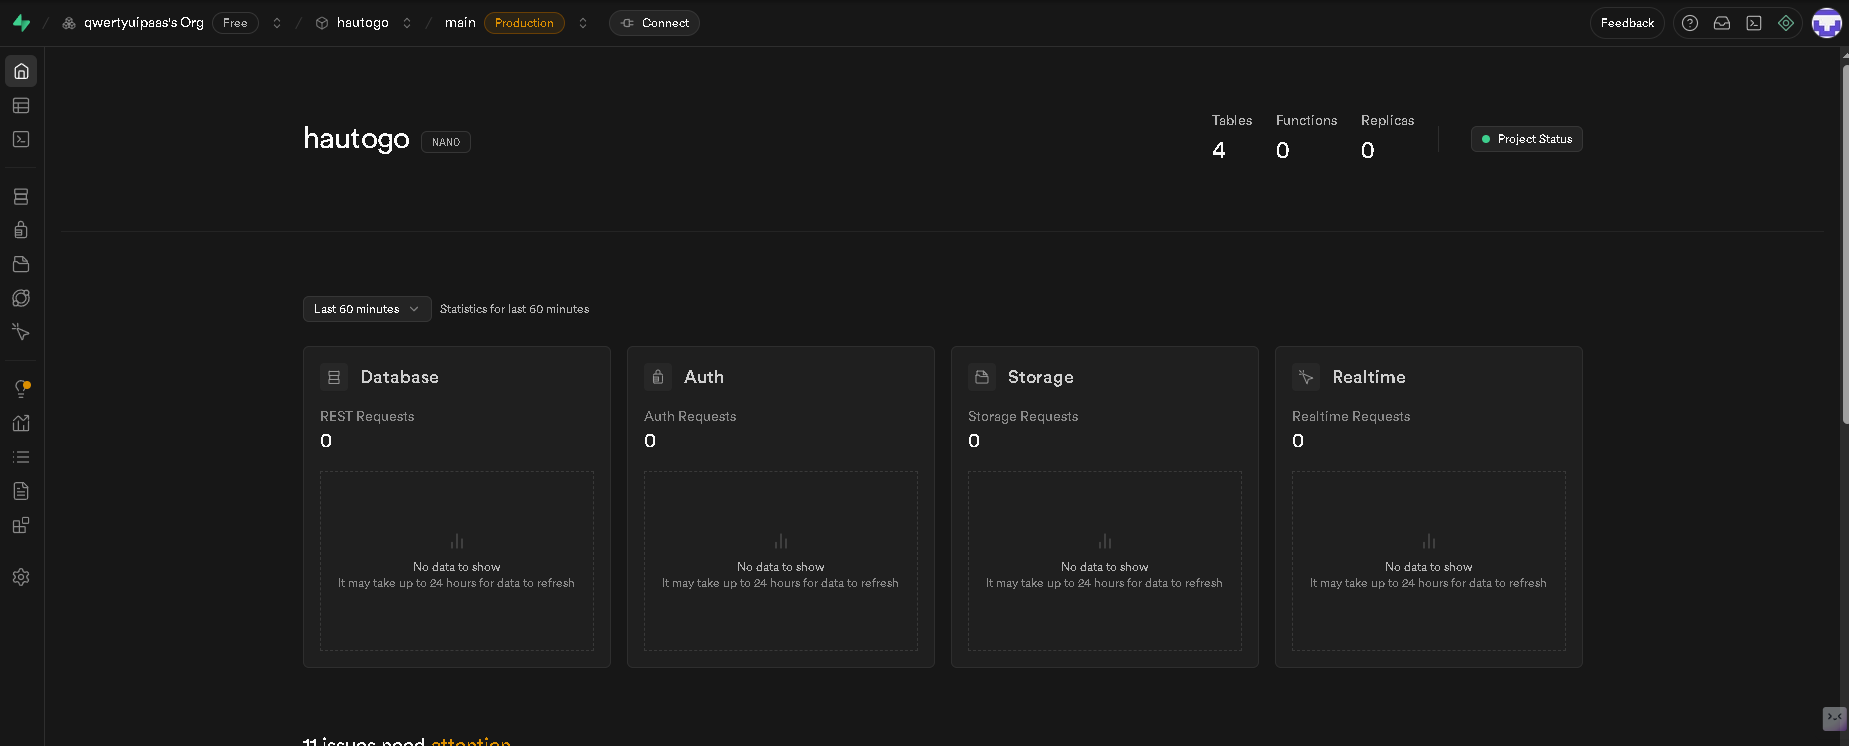 qwertyuipaas's Org Free hautogo main Production Connect Feedback
hautogo NANO
Tables Functions Replicas
4 0 0
Project Status
Last 60 minutes Statistics for last 60 minutes
Database
REST Requests
0
No data to show
It may take up to 24 hours for data to refresh
Auth
Auth Requests
0
No data to show
It may take up to 24 hours for data to refresh
Storage
Storage Requests
0
No data to show
It may take up to 24 hours for data to refresh
Realtime
Realtime Requests
0
No data to show
It may take up to 24 hours for data to refresh
11 issues need attention